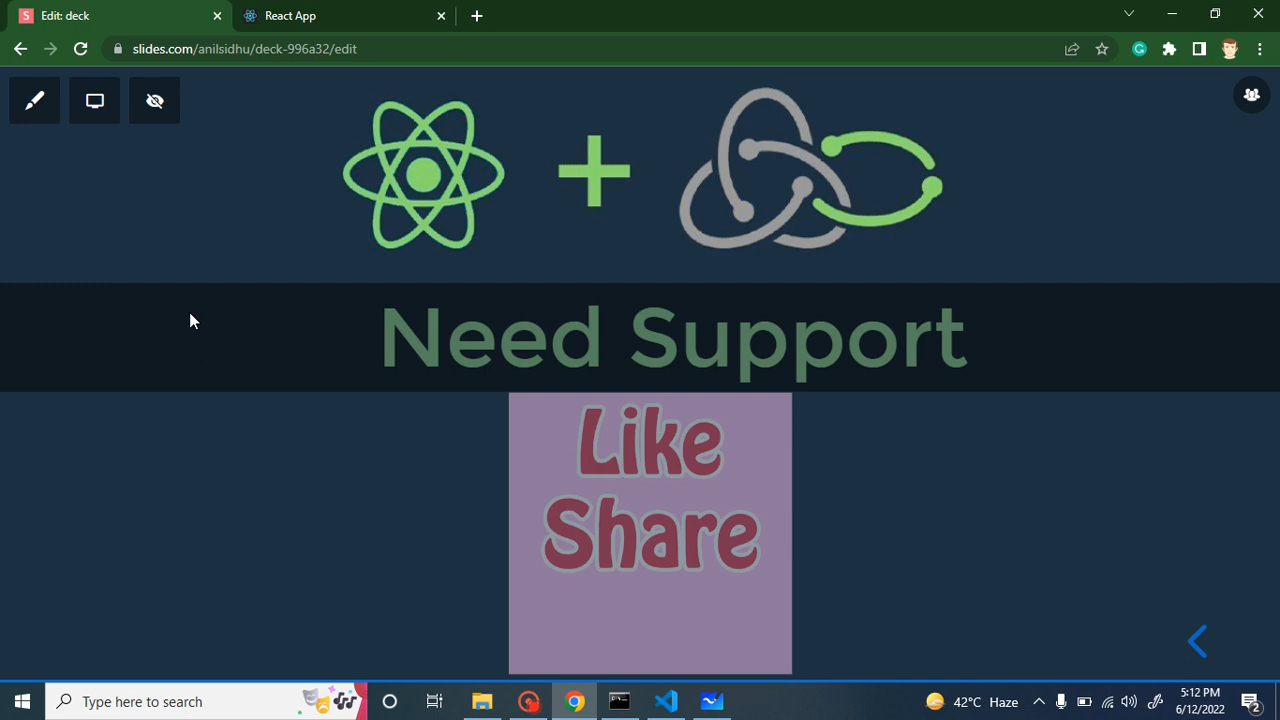 Edit: deck
React App
slides.com/anilsidhu/deck-996a32/edit
Need Support
Like
Share
Type here to search
42°C Haze
5:12 PM
6/12/2022
2